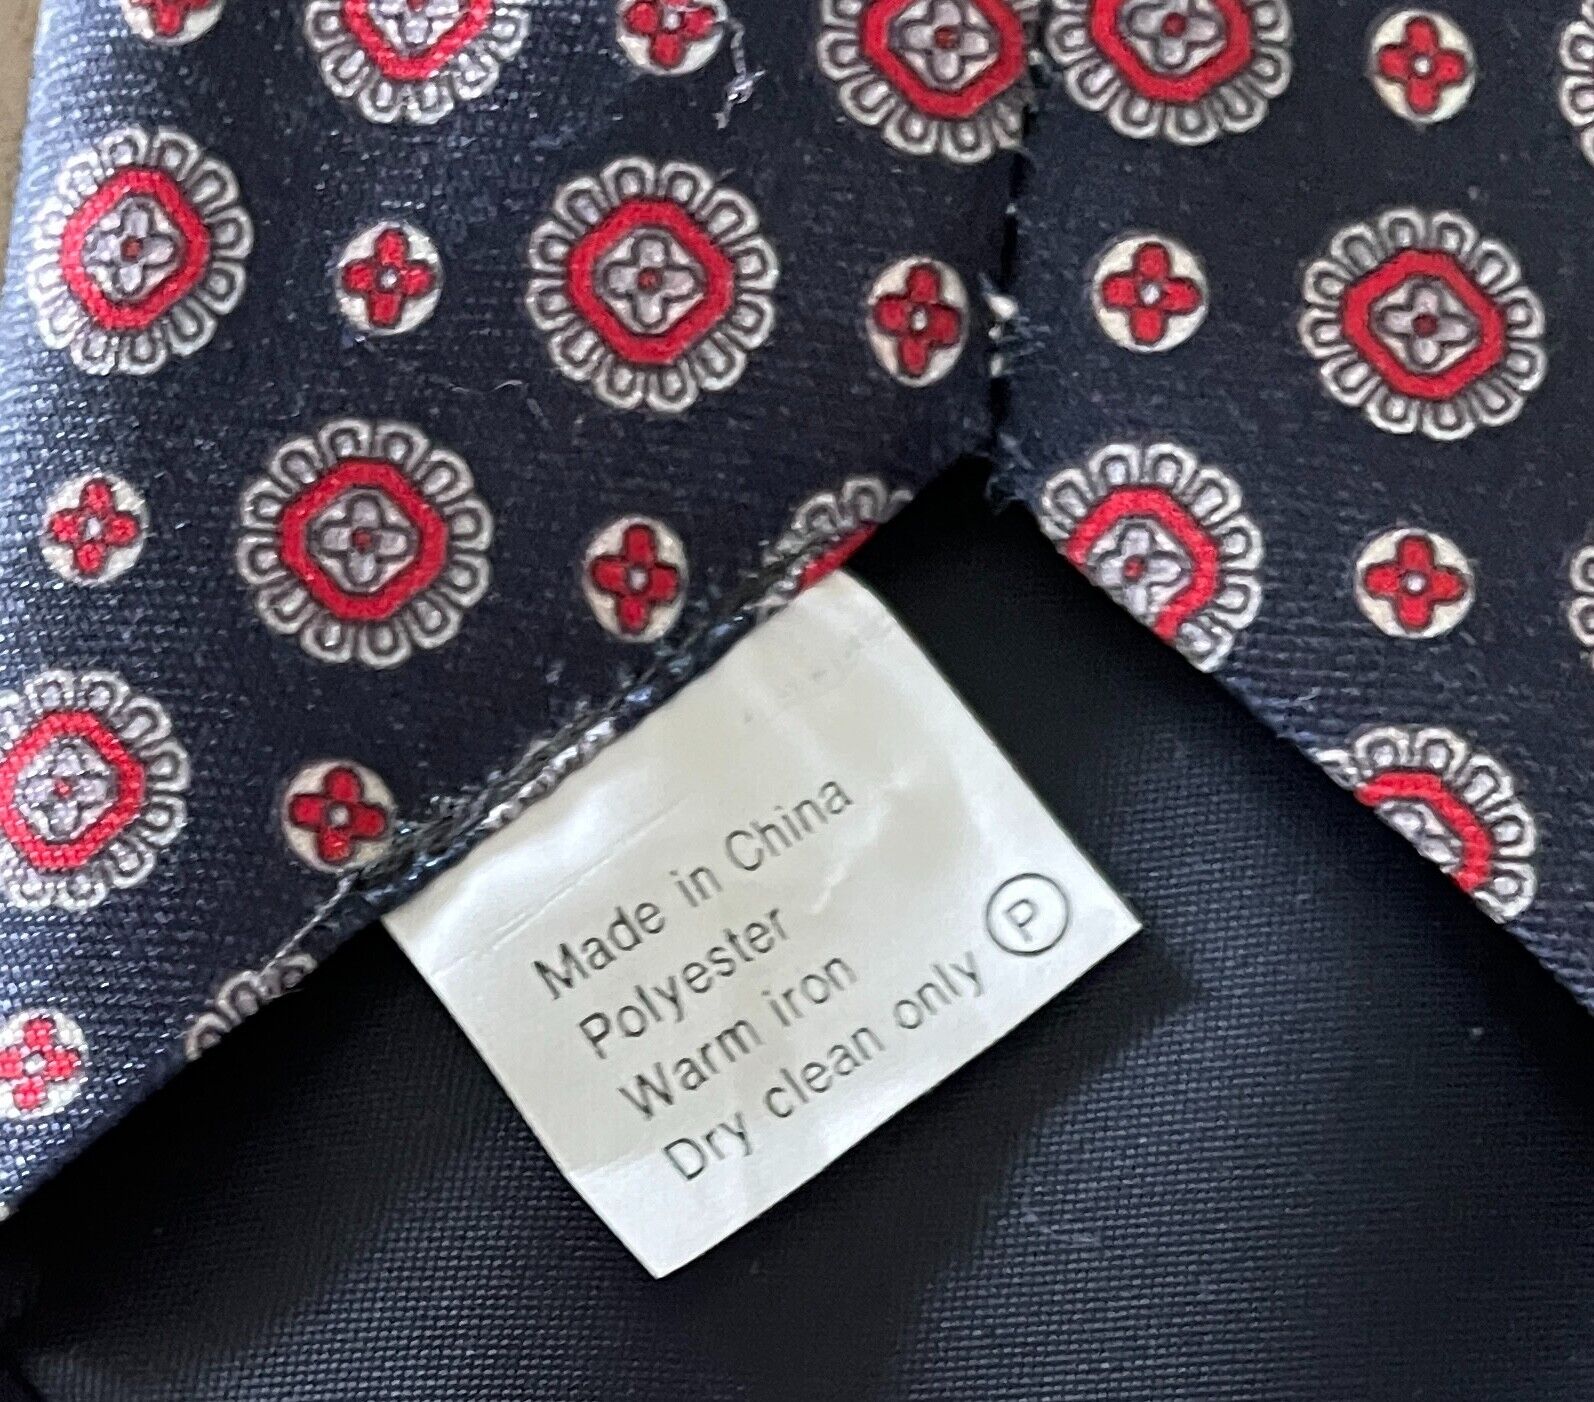 Made in China
Polyester
Warm iron
Dry clean only P